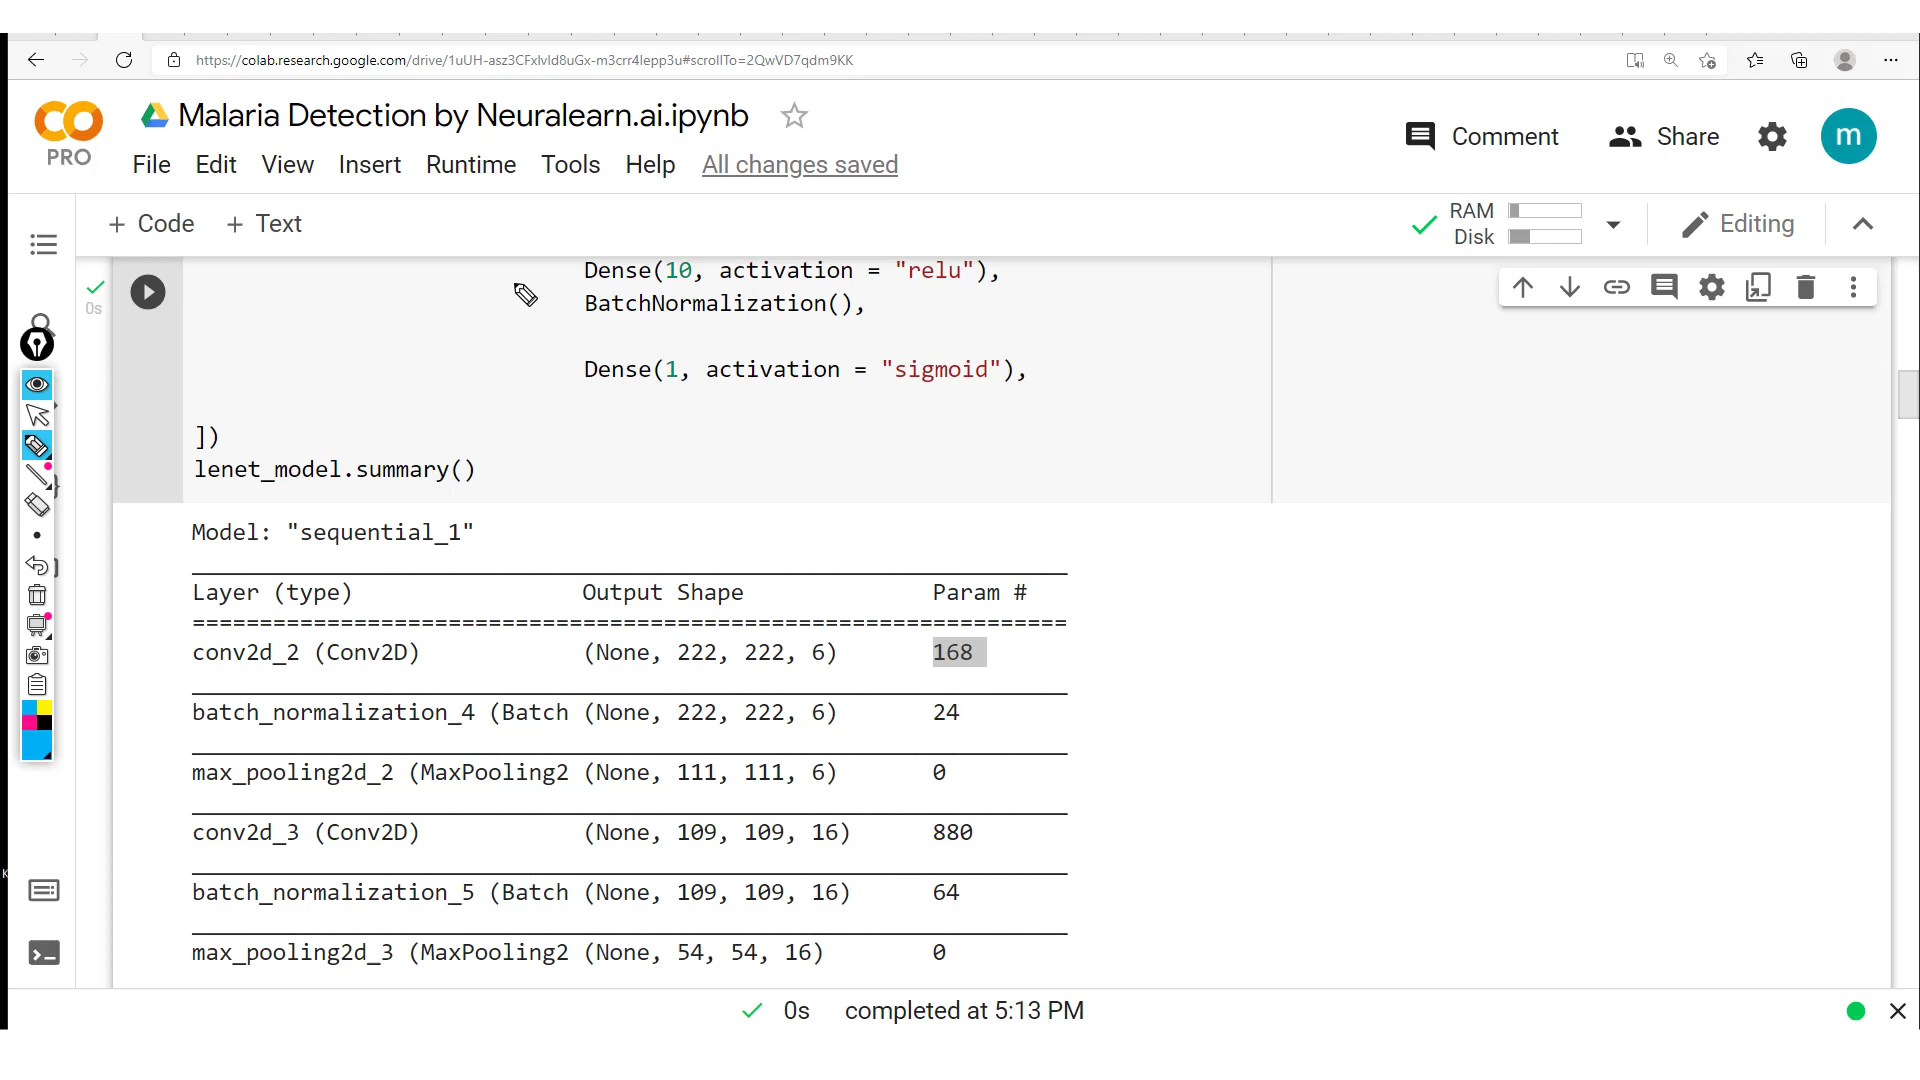 https://colab.research.google.com/drive/1uUH-asz3CFxlvld8uGx-m3crr4lepp3u#scrollTo=2QwVD7qdm9KK
PRO
Malaria Detection by Neuralearn.ai.ipynb
File Edit View Insert Runtime Tools Help All changes saved
Comment Share m
+ Code + Text
RAM
Disk
Editing
0s
Dense(10, activation = "relu"),
BatchNormalization(),
Dense(1, activation = "sigmoid"),
])
lenet_model.summary()
Model: "sequential_1"
Layer (type) Output Shape Param #
=================================================================
conv2d_2 (Conv2D) (None, 222, 222, 6) 168
batch_normalization_4 (Batch (None, 222, 222, 6) 24
max_pooling2d_2 (MaxPooling2 (None, 111, 111, 6) 0
conv2d_3 (Conv2D) (None, 109, 109, 16) 880
batch_normalization_5 (Batch (None, 109, 109, 16) 64
max_pooling2d_3 (MaxPooling2 (None, 54, 54, 16) 0
0s completed at 5:13 PM